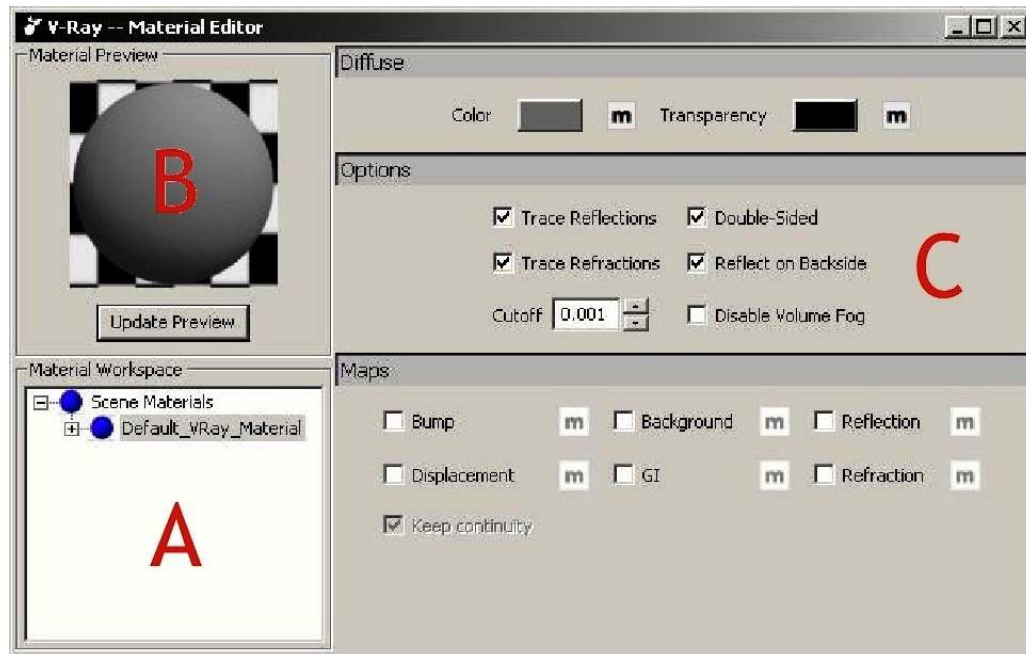 V-Ray -- Material Editor
Material Preview
B
Update Preview
Material Workspace
Scene Materials
Default_VRay_Material
A
Diffuse
Color m Transparency m
Options
Trace Reflections Double-Sided
Trace Refractions Reflect on Backside
Cutoff 0.001 Disable Volume Fog
C
Maps
Bump m Background m Reflection m
Displacement m GI m Refraction m
Keep continuity